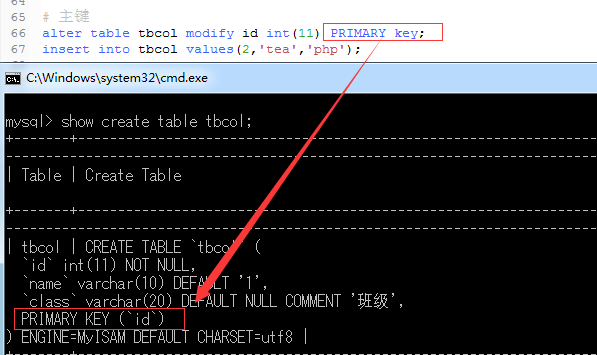 65
# 主键
66 alter table tbcol modify id int(11) PRIMARY key;
67 insert into tbcol values(2,'tea','php');
68
C:\Windows\system32\cmd.exe
mysql> show create table tbcol;
| Table | Create Table
| tbcol | CREATE TABLE `tbcol` (
`id` int(11) NOT NULL,
`name` varchar(10) DEFAULT '1',
`class` varchar(20) DEFAULT NULL COMMENT '班级',
PRIMARY KEY (`id`)
) ENGINE=MyISAM DEFAULT CHARSET=utf8 |